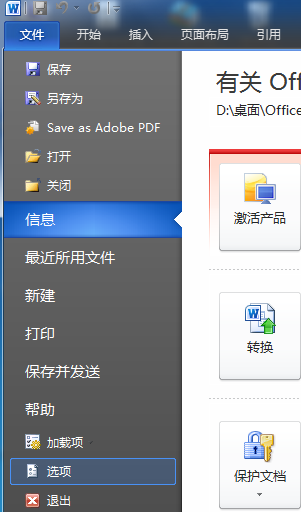 文件 开始 插入 页面布局 引用
保存
另存为
Save as Adobe PDF
打开
关闭
信息
最近所用文件
新建
打印
保存并发送
帮助
加载项
选项
退出
有关 Off
D:\桌面\Office
激活产品
转换
保护文档